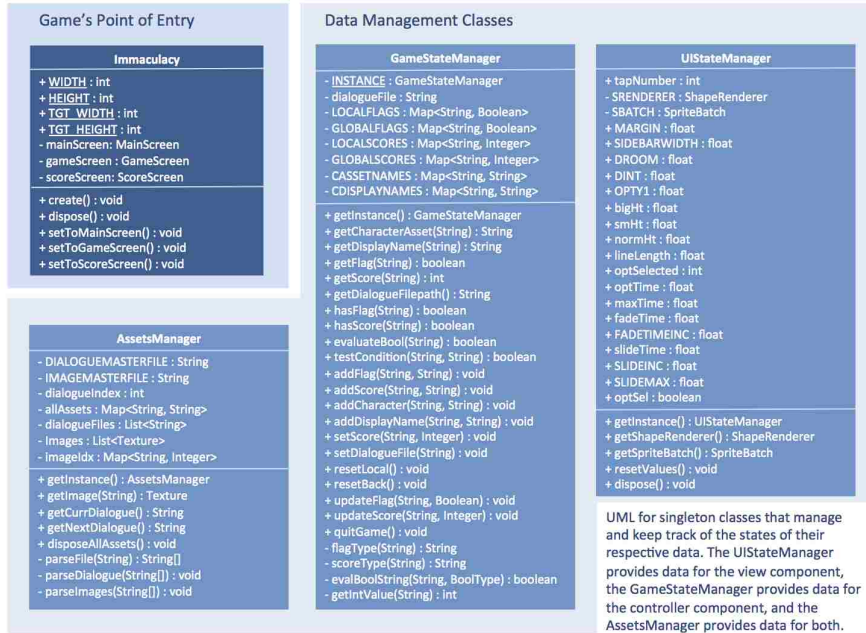 Game's Point of Entry
Immaculacy
+ WIDTH : int
+ HEIGHT : int
+ TGT_WIDTH : int
+ TGT_HEIGHT : int
- mainScreen: MainScreen
- gameScreen : GameScreen
- scoreScreen: ScoreScreen
+ create() : void
+ dispose() : void
+ setToMainScreen() : void
+ setToGameScreen() : void
+ setToScoreScreen() : void
Data Management Classes
AssetsManager
- DIALOGUEMASTERFILE : String
- IMAGEMASTERFILE : String
- dialogueIndex : int
- allAssets : Map<String, String>
- dialogueFiles : List<String>
- Images : List<Texture>
- imageIdx : Map<String, Integer>
+ getInstance() : AssetsManager
+ getImage(String) : Texture
+ getCurrDialogue() : String
+ getNextDialogue() : String
+ disposeAllAssets() : void
- parseFile(String) : String[]
- parseDialogue(String[]) : void
- parseImages(String[]) : void
GameStateManager
- INSTANCE : GameStateManager
- dialogueFile : String
- LOCALFLAGS : Map<String, Boolean>
- GLOBALFLAGS : Map<String, Boolean>
- LOCALSCORES : Map<String, Integer>
- GLOBALSCORES : Map<String, Integer>
- CASSETNAMES : Map<String, String>
- CDISPLAYNAMES : Map<String, String>
+ getInstance() : GameStateManager
+ getCharacterAsset(String) : String
+ getDisplayName(String) : String
+ getFlag(String) : boolean
+ getScore(String) : int
+ getDialogueFilepath() : String
+ hasFlag(String) : boolean
+ hasScore(String) : boolean
+ evaluateBool(String) : boolean
+ testCondition(String, String) : boolean
+ addFlag(String, String) : void
+ addScore(String, String) : void
+ addCharacter(String, String) : void
+ addDisplayName(String, String) : void
+ setScore(String, Integer) : void
+ setDialogueFile(String) : void
+ resetLocal() : void
+ resetBack() : void
+ updateFlag(String, Boolean) : void
+ updateScore(String, Integer) : void
+ quitGame() : void
- flagType(String) : String
- scoreType(String) : String
- evalBoolString(String, BoolType) : boolean
- getIntValue(String) : int
UIStateManager
+ tapNumber : int
- SRENDERER : ShapeRenderer
- SBATCH : SpriteBatch
+ MARGIN : float
+ SIDEBARWIDTH : float
+ DROOM : float
+ DINT : float
+ OPTY1 : float
+ bigHt : float
+ smHt : float
+ normHt : float
+ lineLength : float
+ optSelected : int
+ optTime : float
+ maxTime : float
+ fadeTime : float
+ FADETIMEINC : float
+ slideTime : float
+ SLIDEINC : float
+ SLIDEMAX : float
+ optSel : boolean
+ getInstance() : UIStateManager
+ getShapeRenderer() : ShapeRenderer
+ getSpriteBatch() : SpriteBatch
+ resetValues() : void
+ dispose() : void
UML for singleton classes that manage
and keep track of the states of their
respective data. The UIStateManager
provides data for the view component,
the GameStateManager provides data for
the controller component, and the
AssetsManager provides data for both.